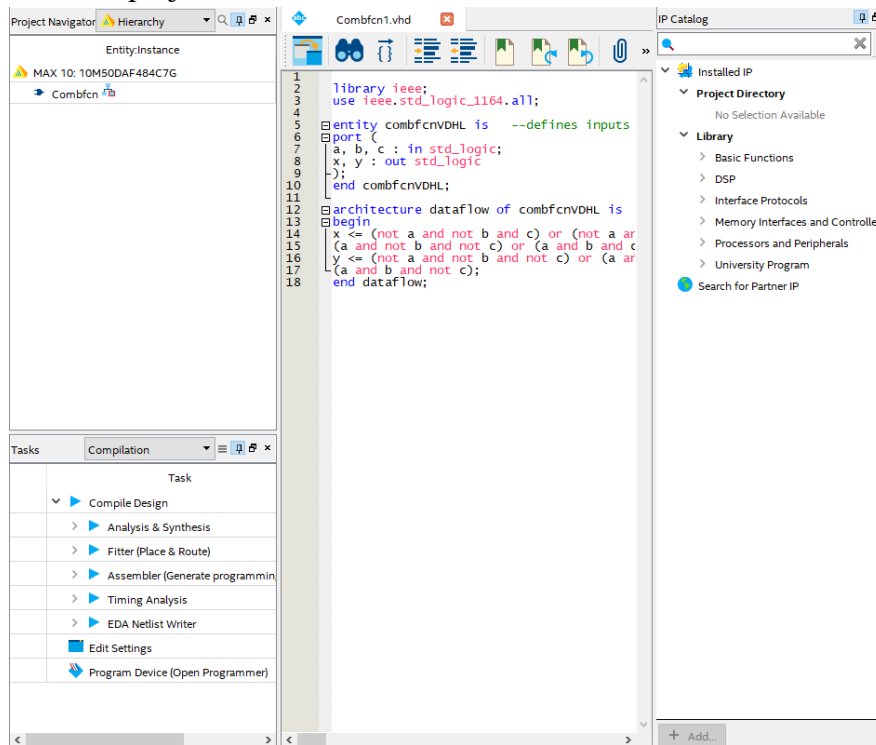 Project Navigator Hierarchy
Entity:Instance
MAX 10: 10M50DAF484C7G
Combfcn
Tasks Compilation
Task
Compile Design
Analysis & Synthesis
Fitter (Place & Route)
Assembler (Generate programmin
Timing Analysis
EDA Netlist Writer
Edit Settings
Program Device (Open Programmer)
abc Combfcn1.vhd
1
2 library ieee;
3 use ieee.std_logic_1164.all;
4
5 entity combfcnVDHL is --defines inputs
6 port (
7 a, b, c : in std_logic;
8 x, y : out std_logic
9 );
10 end combfcnVDHL;
11
12 architecture dataflow of combfcnVDHL is
13 begin
14 x <= (not a and not b and c) or (not a ar
15 (a and not b and not c) or (a and b and c
16 y <= (not a and not b and not c) or (a ar
17 (a and b and not c);
18 end dataflow;
IP Catalog
Installed IP
Project Directory
No Selection Available
Library
Basic Functions
DSP
Interface Protocols
Memory Interfaces and Controlle
Processors and Peripherals
University Program
Search for Partner IP
+ Add...